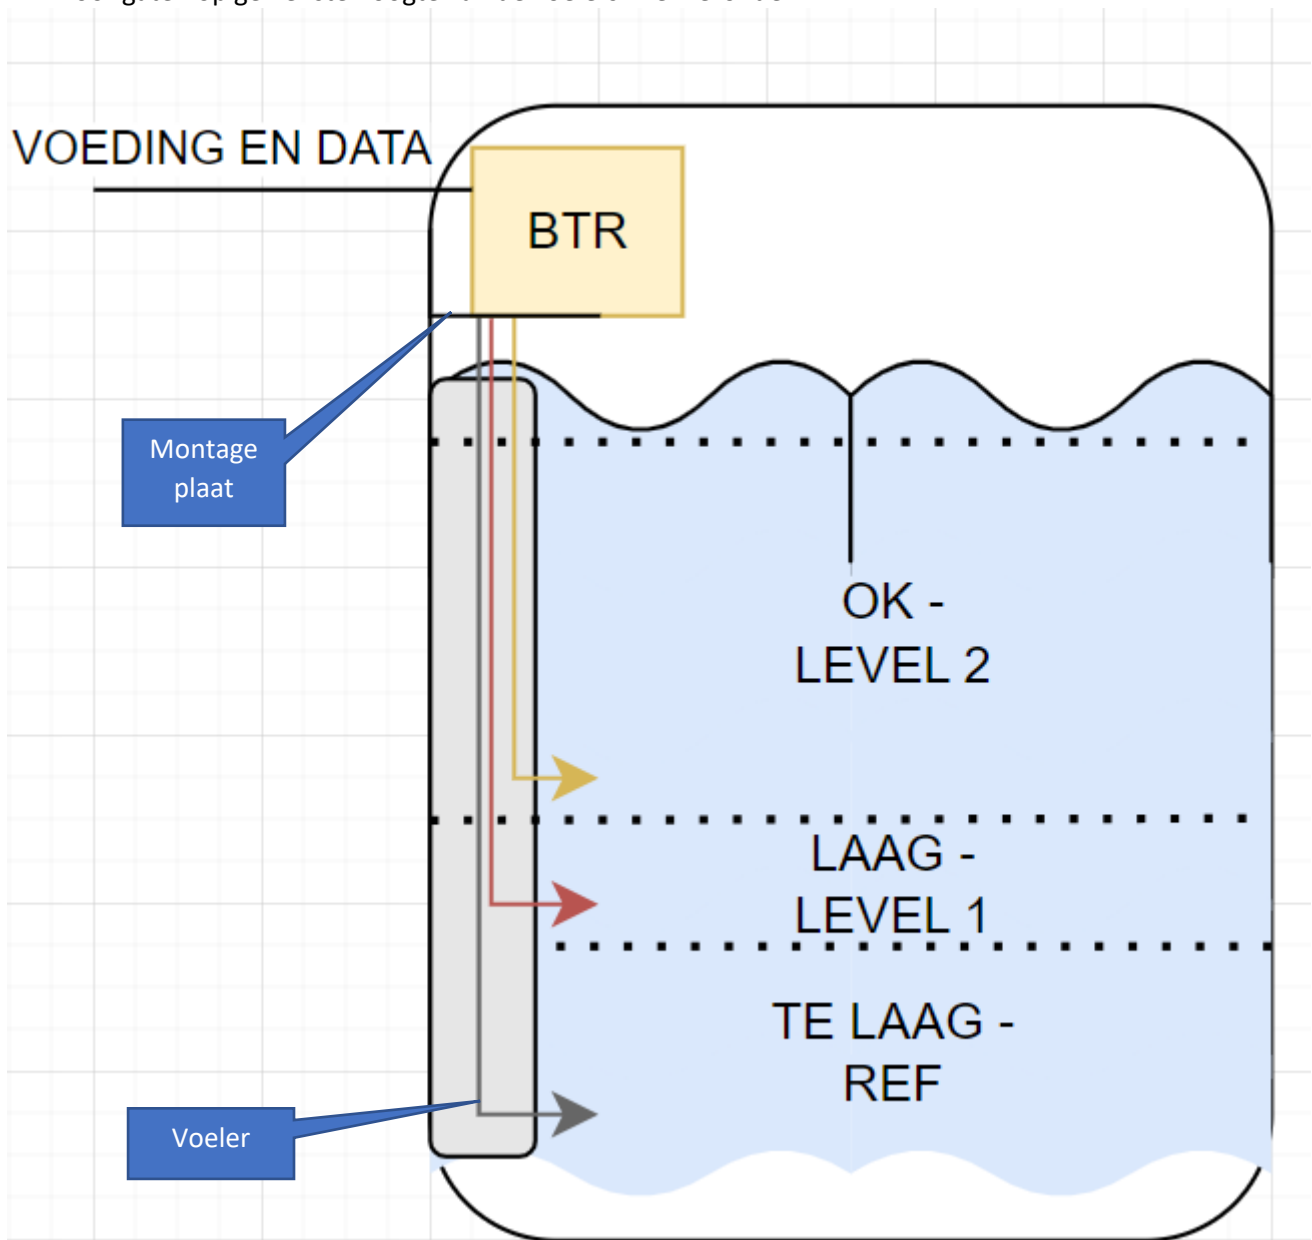 VOEDING EN DATA
BTR
Montage
plaat
OK -
LEVEL 2
LAAG -
LEVEL 1
TE LAAG -
REF
Voeler